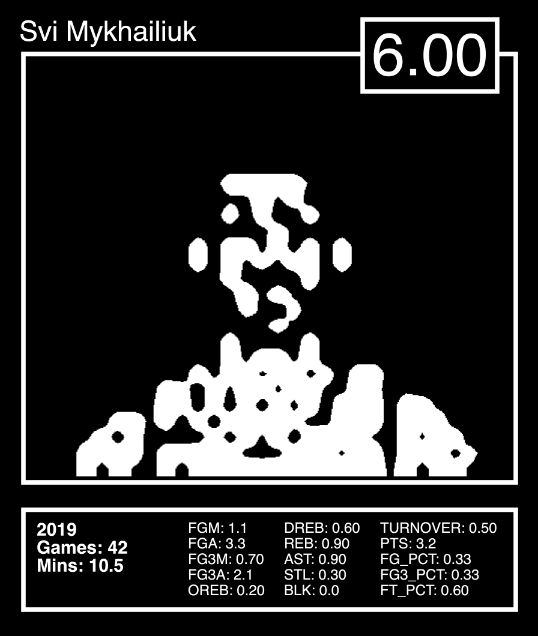 Svi Mykhailiuk
6.00
2019
Games: 42
Mins: 10.5
FGM: 1.1
FGA: 3.3
FG3M: 0.70
FG3A: 2.1
OREB: 0.20
DREB: 0.60
REB: 0.90
AST: 0.90
STL: 0.30
BLK: 0.0
TURNOVER: 0.50
PTS: 3.2
FG_PCT: 0.33
FG3_PCT: 0.33
FT_PCT: 0.60